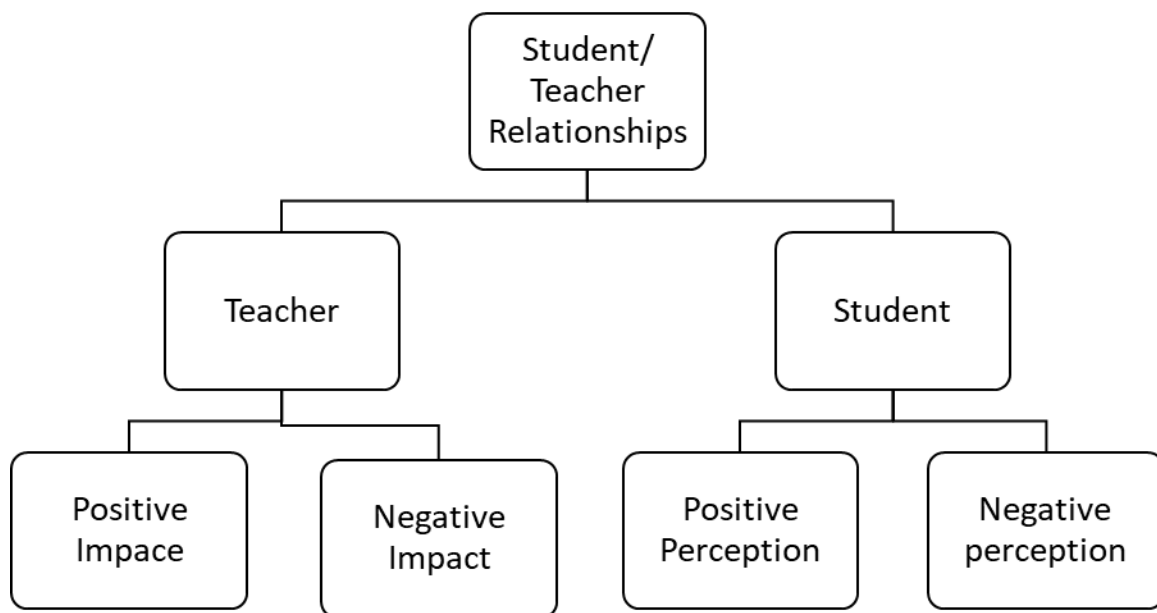 Student/
Teacher
Relationships
Teacher
Student
Positive
Impace
Negative
Impact
Positive
Perception
Negative
perception